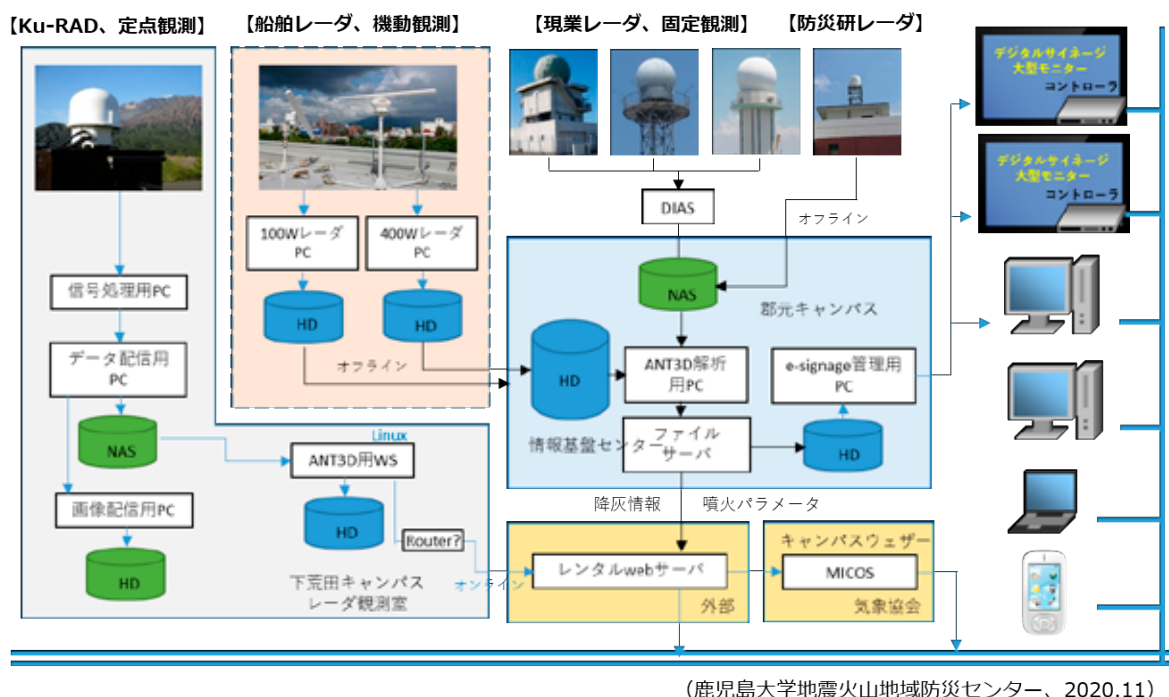 【Ku-RAD、定点観測】
【船舶レーダ、機動観測】
【現業レーダ、固定観測】
【防災研レーダ】
デジタルサイネージ
大型モニター
コントローラ
デジタルサイネージ
大型モニター
コントローラ
DIAS
オフライン
100Wレーダ
PC
400Wレーダ
PC
信号処理用PC
HD
HD
NAS
郡元キャンパス
データ配信用
PC
オフライン
HD
ANT3D解析
用PC
e-signage管理用
PC
NAS
Linux
ANT3D用WS
情報基盤センター
ファイル
サーバ
HD
画像配信用PC
HD
降灰情報
噴火パラメータ
Router?
キャンパスウェザー
HD
オンライン
レンタルwebサーバ
MICOS
下荒田キャンパス
レーダ観測室
外部
気象協会
（鹿児島大学地震火山地域防災センター、2020.11）